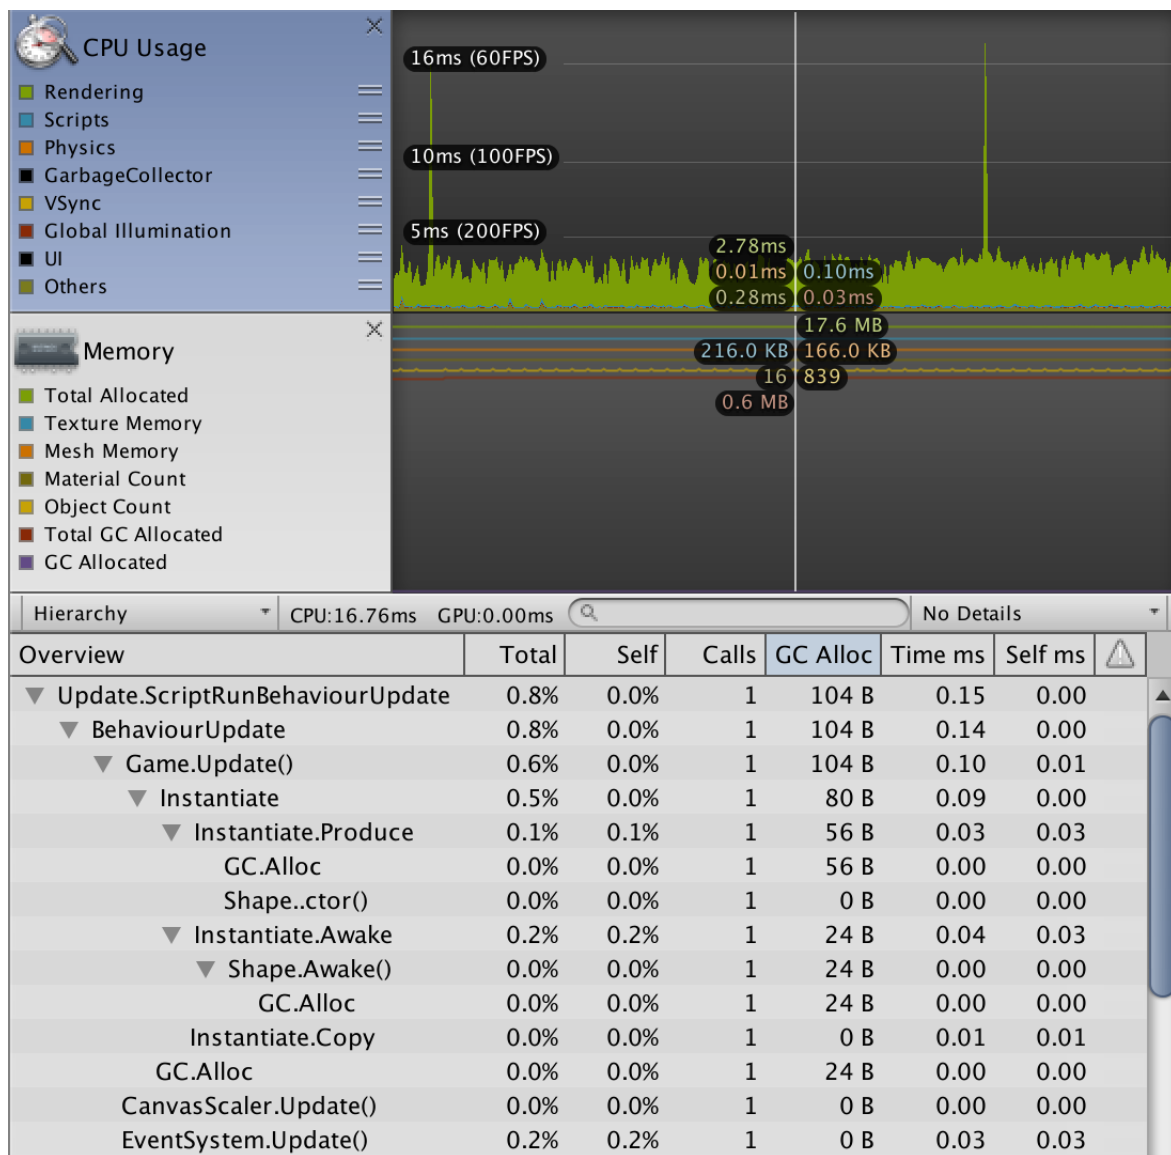 CPU Usage
Rendering
Scripts
Physics
GarbageCollector
VSync
Global Illumination
UI
Others
16ms (60FPS)
10ms (100FPS)
5ms (200FPS)
2.78ms
0.01ms 0.10ms
0.28ms 0.03ms
Memory
Total Allocated
Texture Memory
Mesh Memory
Material Count
Object Count
Total GC Allocated
GC Allocated
17.6 MB
216.0 KB 166.0 KB
16 839
0.6 MB
Hierarchy CPU:16.76ms GPU:0.00ms No Details
Overview Total Self Calls GC Alloc Time ms Self ms
Update.ScriptRunBehaviourUpdate 0.8% 0.0% 1 104 B 0.15 0.00
BehaviourUpdate 0.8% 0.0% 1 104 B 0.14 0.00
Game.Update() 0.6% 0.0% 1 104 B 0.10 0.01
Instantiate 0.5% 0.0% 1 80 B 0.09 0.00
Instantiate.Produce 0.1% 0.1% 1 56 B 0.03 0.03
GC.Alloc 0.0% 0.0% 1 56 B 0.00 0.00
Shape..ctor() 0.0% 0.0% 1 0 B 0.00 0.00
Instantiate.Awake 0.2% 0.2% 1 24 B 0.04 0.03
Shape.Awake() 0.0% 0.0% 1 24 B 0.00 0.00
GC.Alloc 0.0% 0.0% 1 24 B 0.00 0.00
Instantiate.Copy 0.0% 0.0% 1 0 B 0.01 0.01
GC.Alloc 0.0% 0.0% 1 24 B 0.00 0.00
CanvasScaler.Update() 0.0% 0.0% 1 0 B 0.00 0.00
EventSystem.Update() 0.2% 0.2% 1 0 B 0.03 0.03